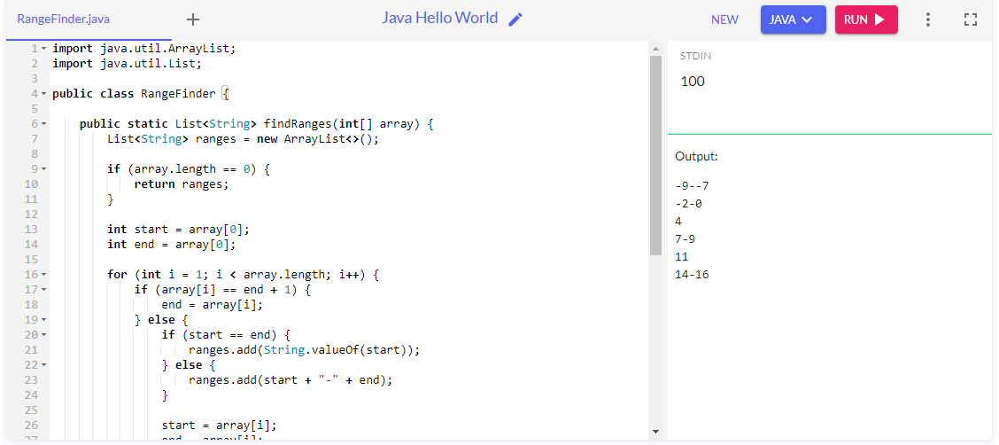 RangeFinder.java
Java Hello World
NEW
JAVA
RUN
1 import java.util.ArrayList;
2 import java.util.List;
3
4 public class RangeFinder {
5
6     public static List<String> findRanges(int[] array) {
7         List<String> ranges = new ArrayList<>();
8
9         if (array.length == 0) {
10             return ranges;
11         }
12
13         int start = array[0];
14         int end = array[0];
15
16         for (int i = 1; i < array.length; i++) {
17             if (array[i] == end + 1) {
18                 end = array[i];
19             } else {
20                 if (start == end) {
21                     ranges.add(String.valueOf(start));
22                 } else {
23                     ranges.add(start + "-" + end);
24                 }
25
26                 start = array[i];
27                 end = array[i];
STDIN
100
Output:
-9--7
-2-0
4
7-9
11
14-16